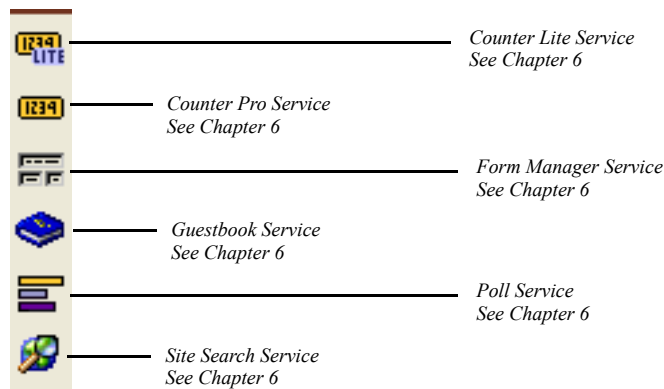 1234
LITE
Counter Lite Service
See Chapter 6
1234
Counter Pro Service
See Chapter 6
Form Manager Service
See Chapter 6
Guestbook Service
See Chapter 6
Poll Service
See Chapter 6
Site Search Service
See Chapter 6